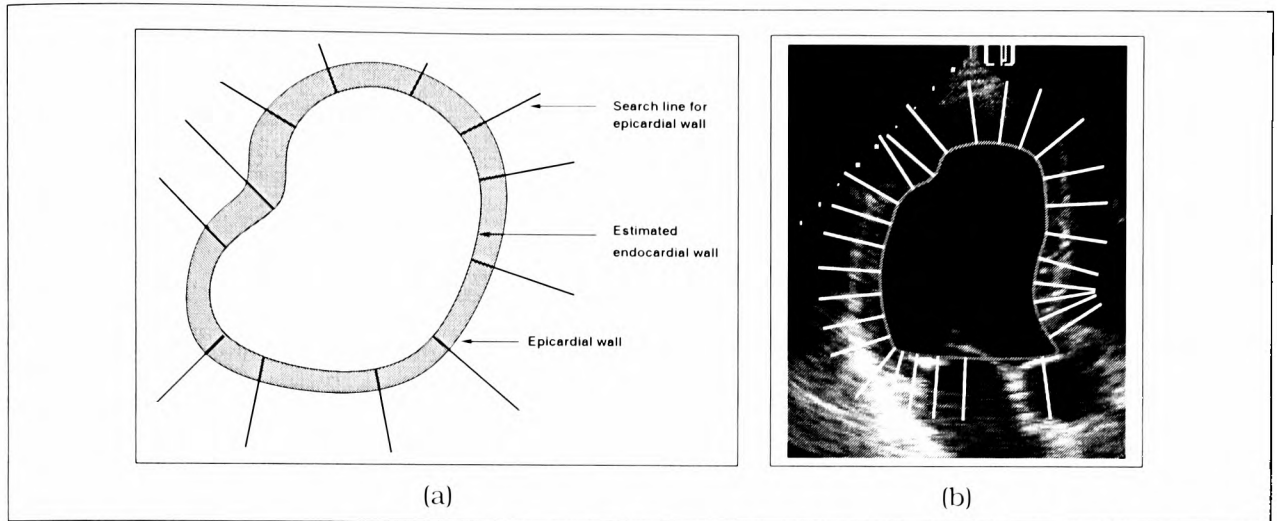 Search line for
epicardial wall
Estimated
endocardial wall
Epicardial wall
(a)
(b)